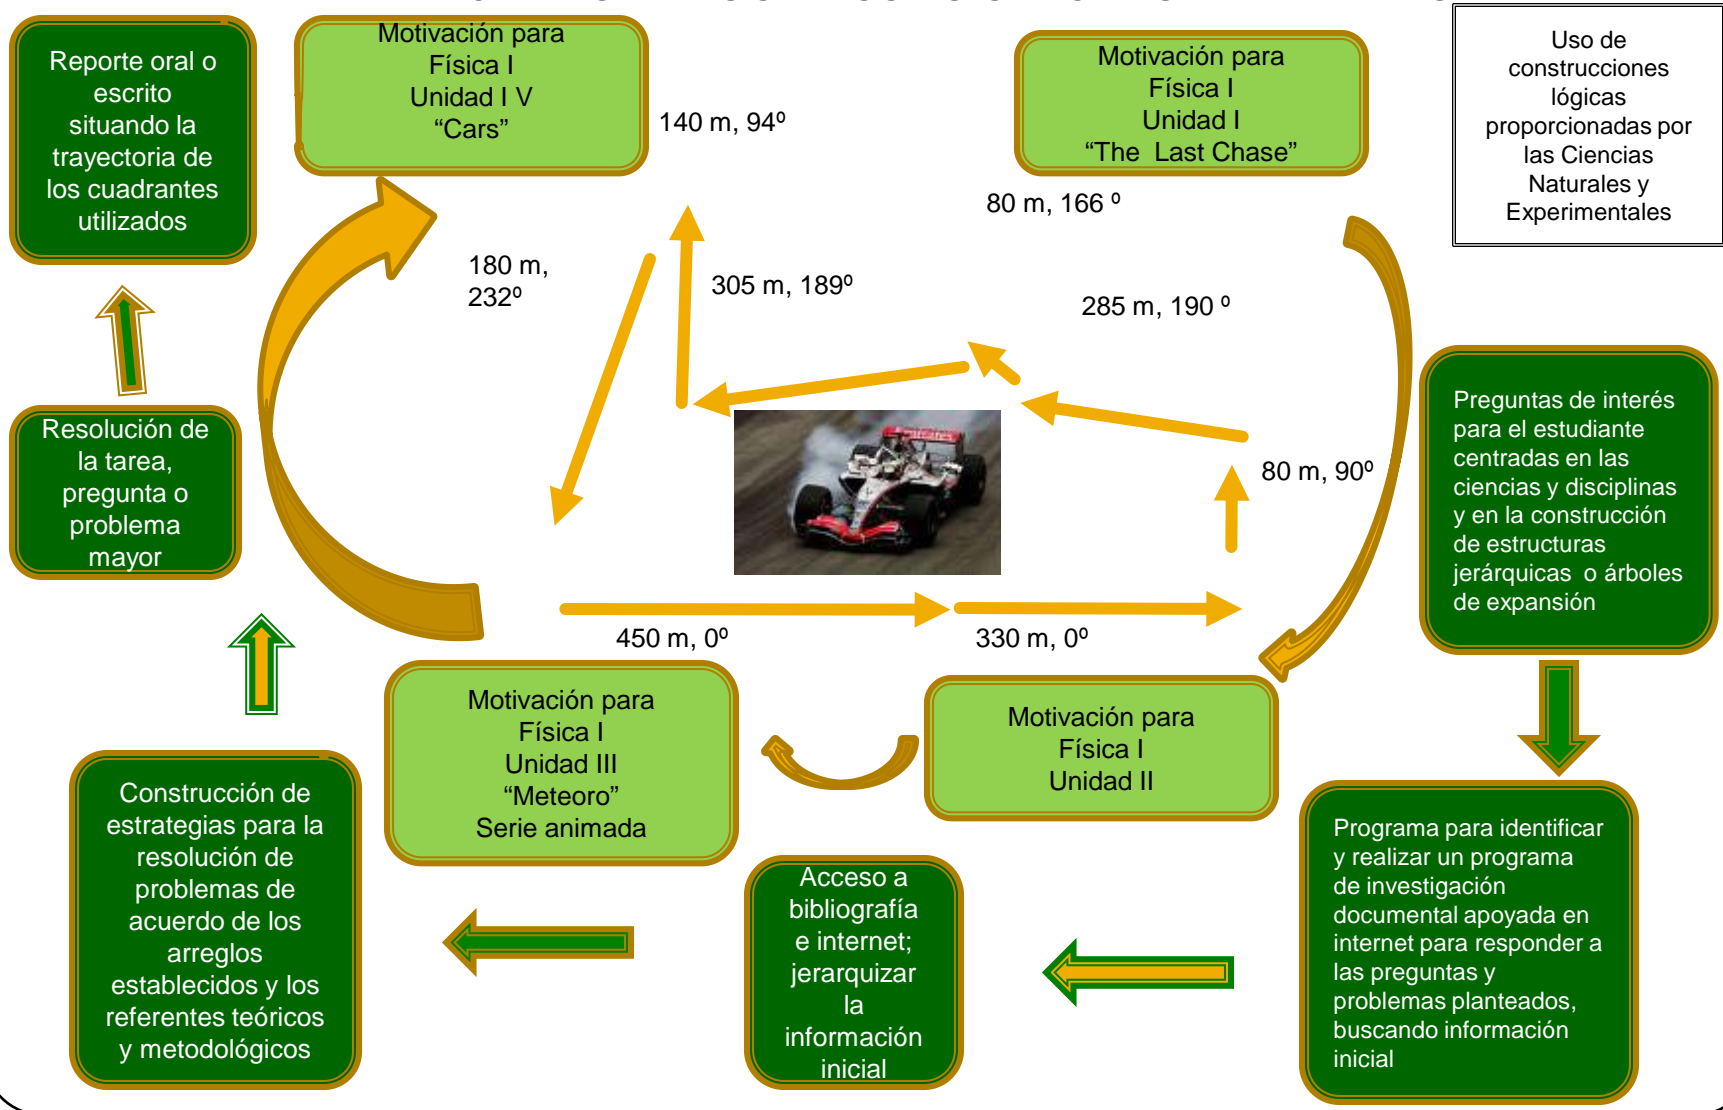 Reporte oral o
escrito
situando la
trayectoria de
los cuadrantes
utilizados
Motivación para
Física I
Unidad I V
“Cars”
140 m, 94º
Motivación para
Física I
Unidad I
“The Last Chase”
80 m, 166 º
Uso de
construcciones
lógicas
proporcionadas por
las Ciencias
Naturales y
Experimentales
180 m,
232º
305 m, 189º
285 m, 190 º
Resolución de
la tarea,
pregunta o
problema
mayor
80 m, 90º
Preguntas de interés
para el estudiante
centradas en las
ciencias y disciplinas
y en la construcción
de estructuras
jerárquicas o árboles
de expansión
450 m, 0º
330 m, 0º
Motivación para
Física I
Unidad III
“Meteoro”
Serie animada
Motivación para
Física I
Unidad II
Construcción de
estrategias para la
resolución de
problemas de
acuerdo de los
arreglos
establecidos y los
referentes teóricos
y metodológicos
Acceso a
bibliografía
e internet;
jerarquizar
la
información
inicial
Programa para identificar
y realizar un programa
de investigación
documental apoyada en
internet para responder a
las preguntas y
problemas planteados,
buscando información
inicial